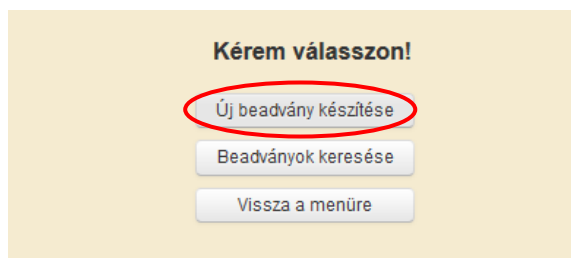 Kérem válasszon!
Új beadvány készítése
Beadványok keresése
Vissza a menüre